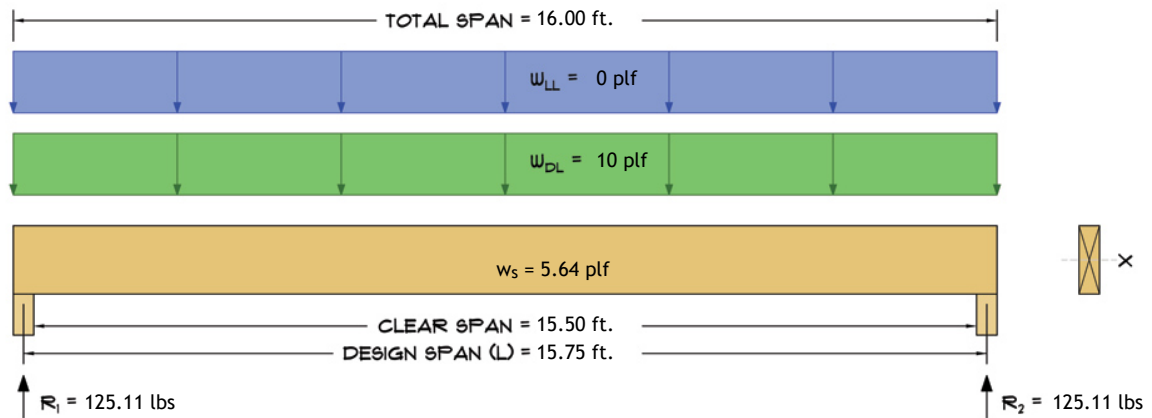 TOTAL SPAN = 16.00 ft.
WLL = 0 plf
WDL = 10 plf
ws = 5.64 plf
X
CLEAR SPAN = 15.50 ft.
DESIGN SPAN (L) = 15.75 ft.
R1 = 125.11 lbs
R2 = 125.11 lbs